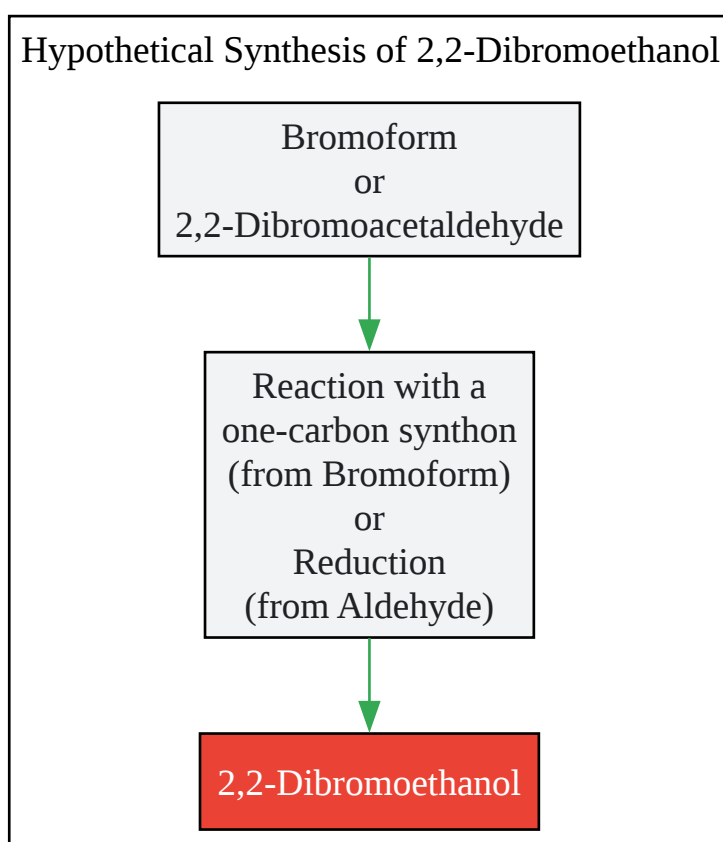 Hypothetical Synthesis of 2,2-Dibromoethanol
Bromoform
or
2,2-Dibromoacetaldehyde
Reaction with a
one-carbon synthon
(from Bromoform)
or
Reduction
(from Aldehyde)
2,2-Dibromoethanol